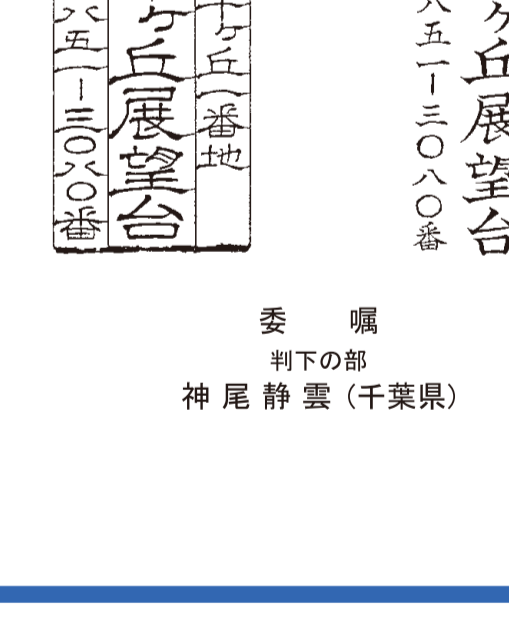 ヶ丘一番地
ヶ丘展望台
八五一ー三〇八〇番
ヶ丘展望台
八五一ー三〇八〇番
委　嘱
判下の部
神尾静雲（千葉県）